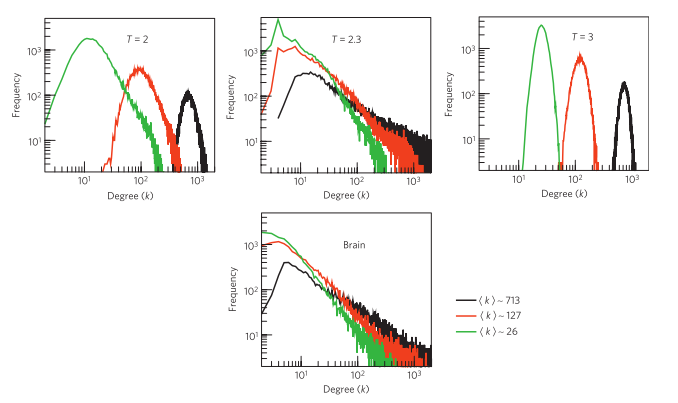 T = 2
Frequency
10³
10²
10¹
10¹ 10² 10³
Degree (k)
T = 2.3
Frequency
10³
10²
10¹
10¹ 10² 10³
Degree (k)
T = 3
Frequency
10³
10²
10¹
10¹ 10² 10³
Degree (k)
Brain
Frequency
10³
10²
10¹
10¹ 10² 10³
Degree (k)
⟨k⟩ ~ 713
⟨k⟩ ~ 127
⟨k⟩ ~ 26